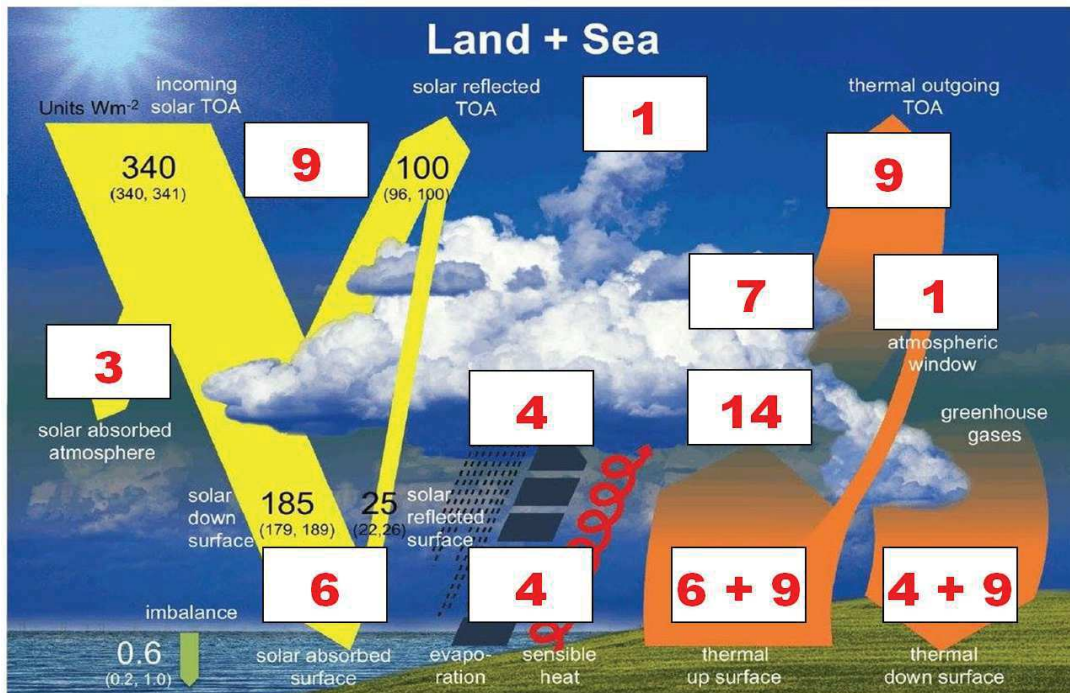 Land + Sea
incoming
solar TOA
Units Wm-2
solar reflected
TOA
thermal outgoing
TOA
1
9
9
340
(340, 341)
100
(96, 100)
7
1
atmospheric
window
3
solar absorbed
atmosphere
4
14
greenhouse
gases
solar
down
surface
185
(179, 189)
25
(22,26)
solar
reflected
surface
6
4
6 + 9
4 + 9
imbalance
0.6
(0.2, 1.0)
solar absorbed
surface
evapo-
ration
sensible
heat
thermal
up surface
thermal
down surface